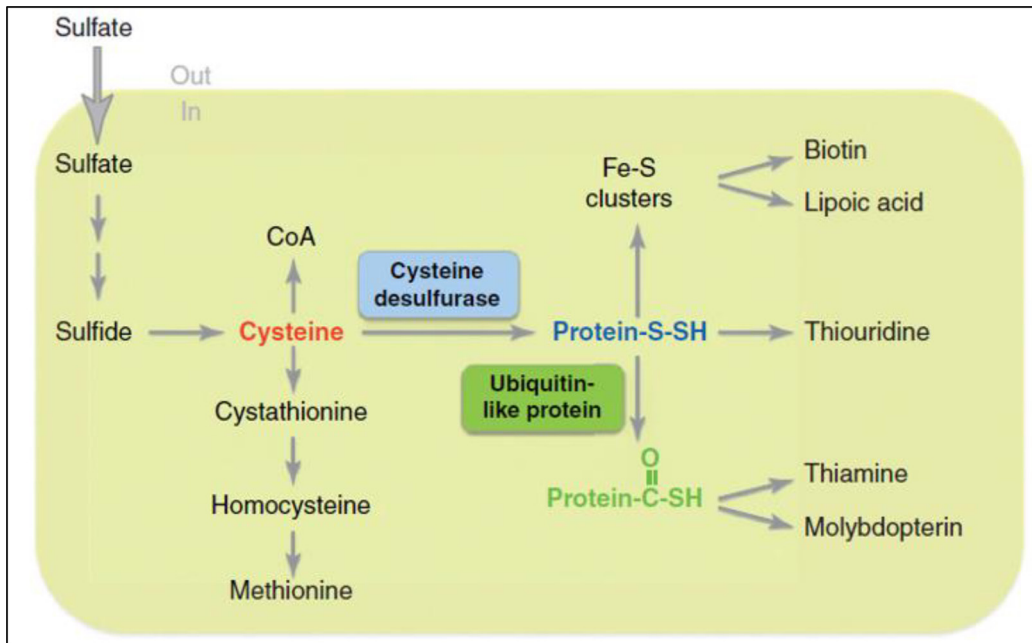 Sulfate
Out
In
Sulfate
Fe-S
clusters
Biotin
Lipoic acid
CoA
Cysteine
desulfurase
Sulfide
Cysteine
Protein-S-SH
Thiouridine
Ubiquitin-
like protein
Cystathionine
O
Protein-C-SH
Thiamine
Molybdopterin
Homocysteine
Methionine